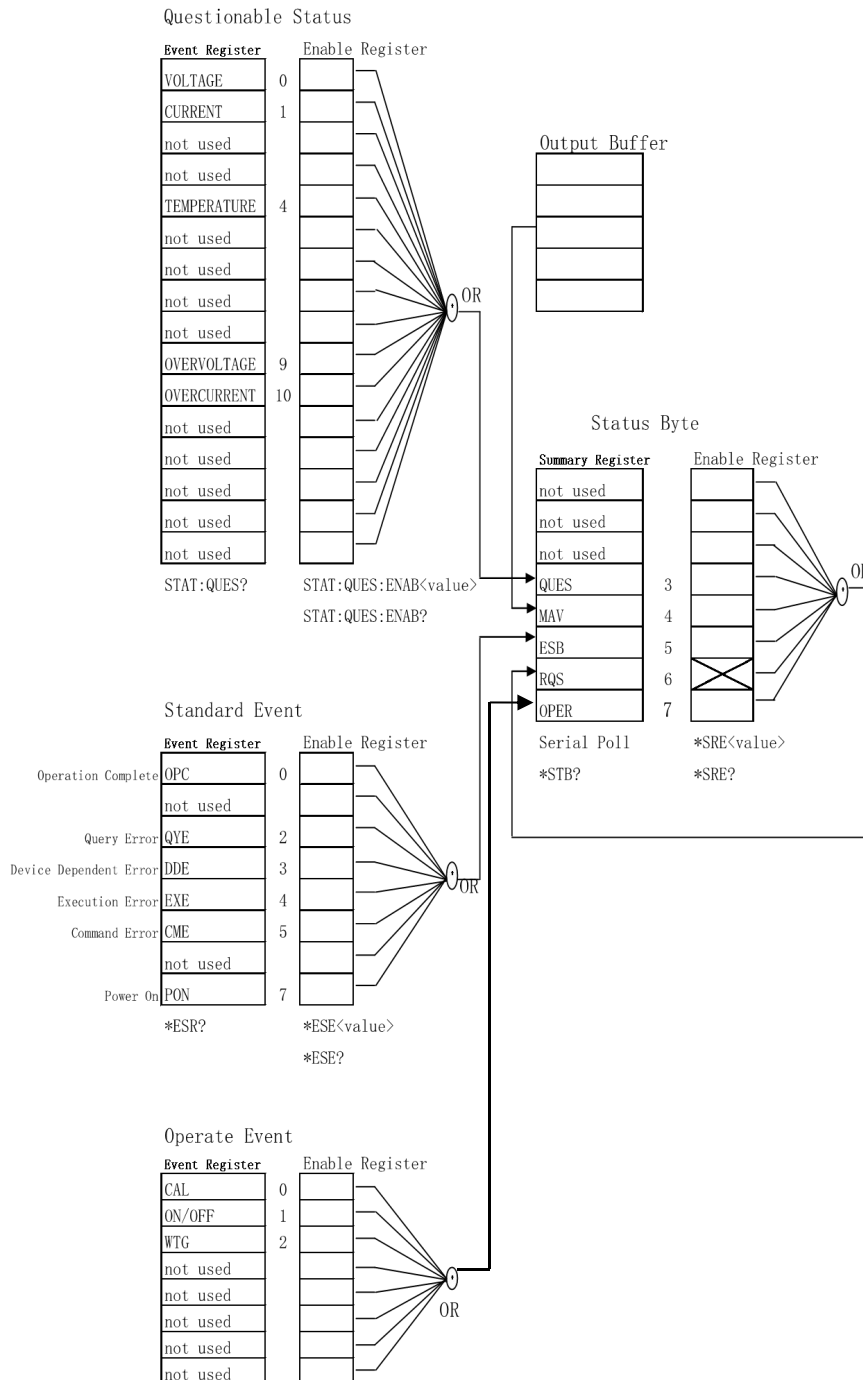 Questionable Status
Event Register Enable Register
VOLTAGE 0
CURRENT 1
not used
not used
TEMPERATURE 4
not used
not used
not used
not used
OVERVOLTAGE 9
OVERCURRENT 10
not used
not used
not used
not used
not used
OR
STAT:QUES? STAT:QUES:ENAB<value>
STAT:QUES:ENAB?
Output Buffer
Status Byte
Summary Register Enable Register
not used
not used
not used
QUES 3
MAV 4
ESB 5
RQS 6
OPER 7
Serial Poll *SRE<value>
*STB? *SRE?
Standard Event
Event Register Enable Register
Operation Complete OPC 0
not used
Query Error QYE 2
Device Dependent Error DDE 3
Execution Error EXE 4
Command Error CME 5
not used
Power On PON 7
OR
*ESR? *ESE<value>
*ESE?
Operate Event
Event Register Enable Register
CAL 0
ON/OFF 1
WTG 2
not used
not used
not used
not used
not used
OR